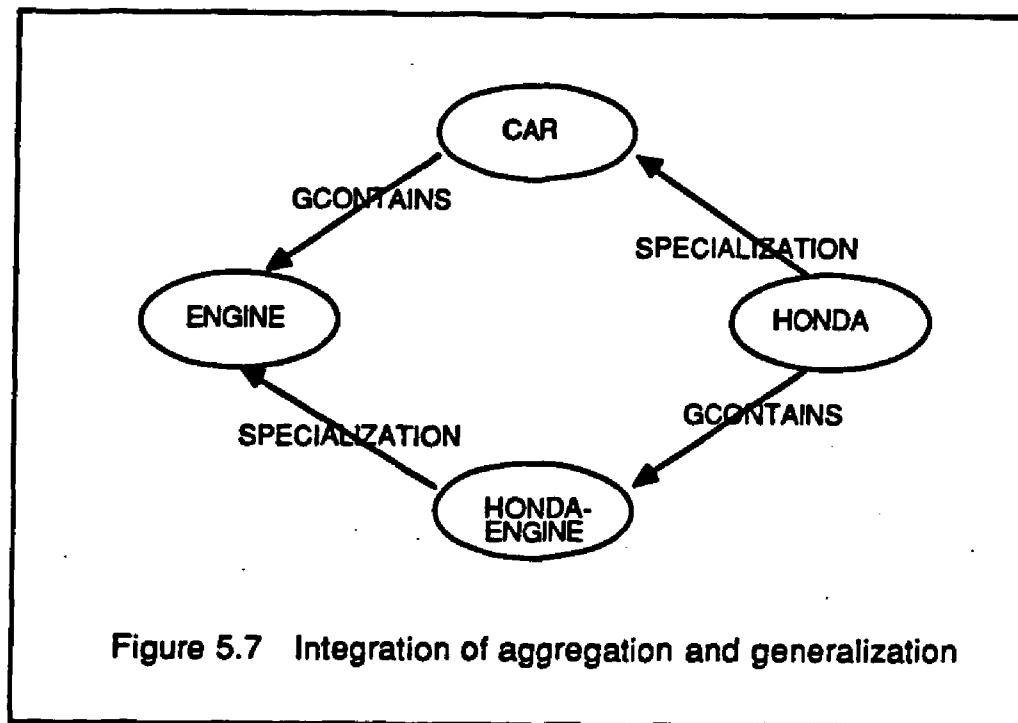 CAR
GCONTAINS
SPECIALIZATION
ENGINE
HONDA
SPECIALIZATION
GCONTAINS
HONDA-
ENGINE
Figure 5.7 Integration of aggregation and generalization